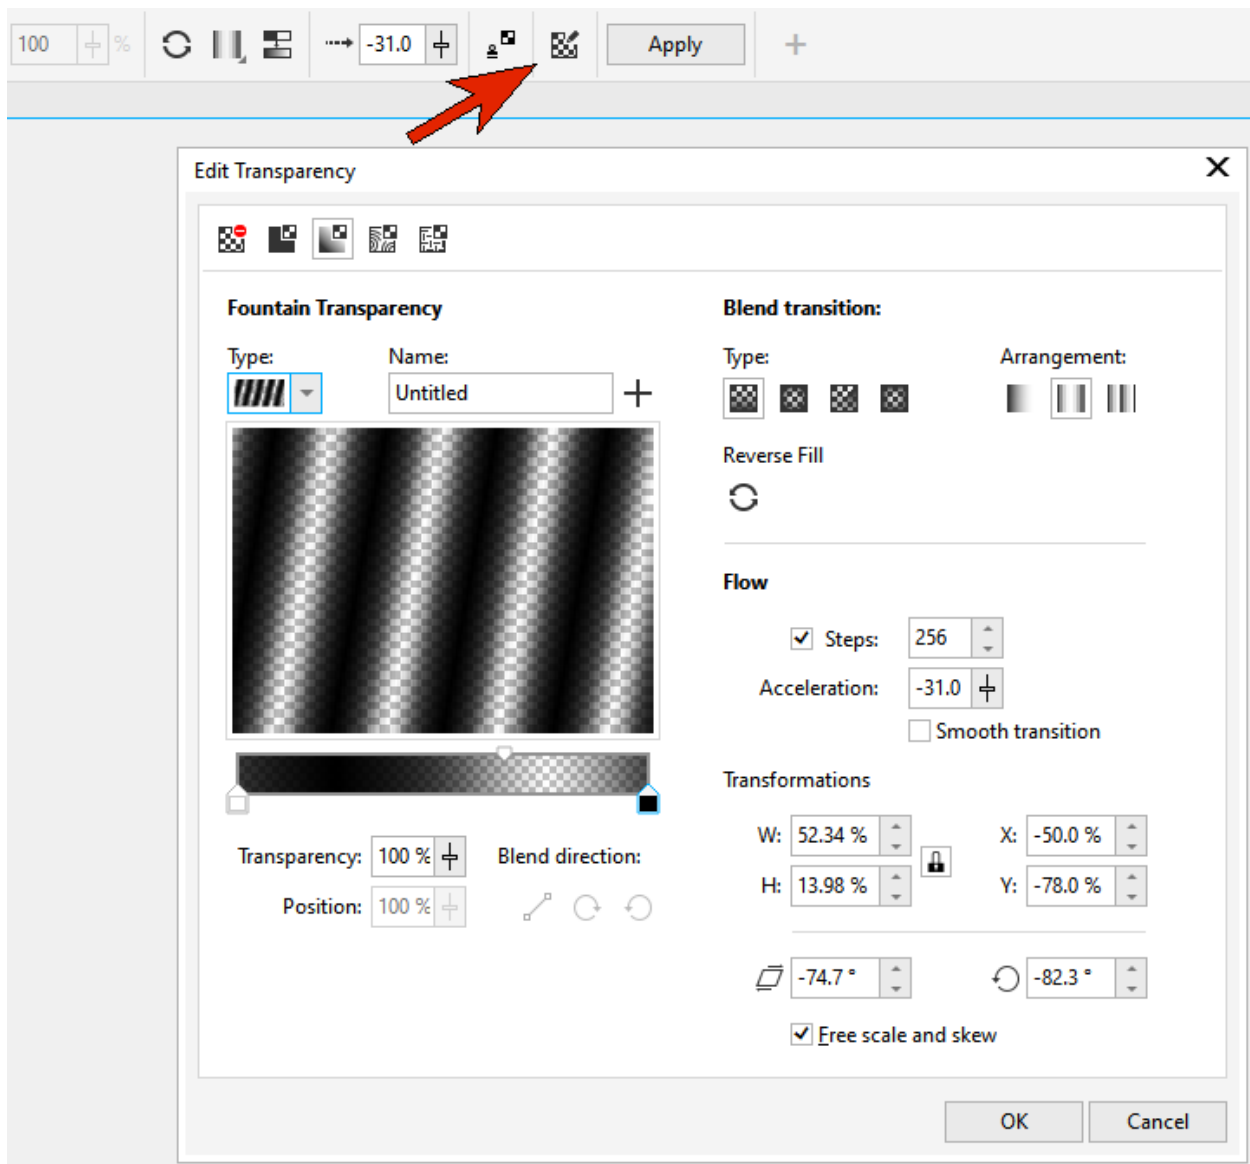 100 %
-31.0
Apply
Edit Transparency
Fountain Transparency
Type: Name:
Untitled
Transparency: 100 % Blend direction:
Position: 100 %
Blend transition:
Type: Arrangement:
Reverse Fill
Flow
Steps: 256
Acceleration: -31.0
Smooth transition
Transformations
W: 52.34 % X: -50.0 %
H: 13.98 % Y: -78.0 %
-74.7 ° -82.3 °
Free scale and skew
OK Cancel